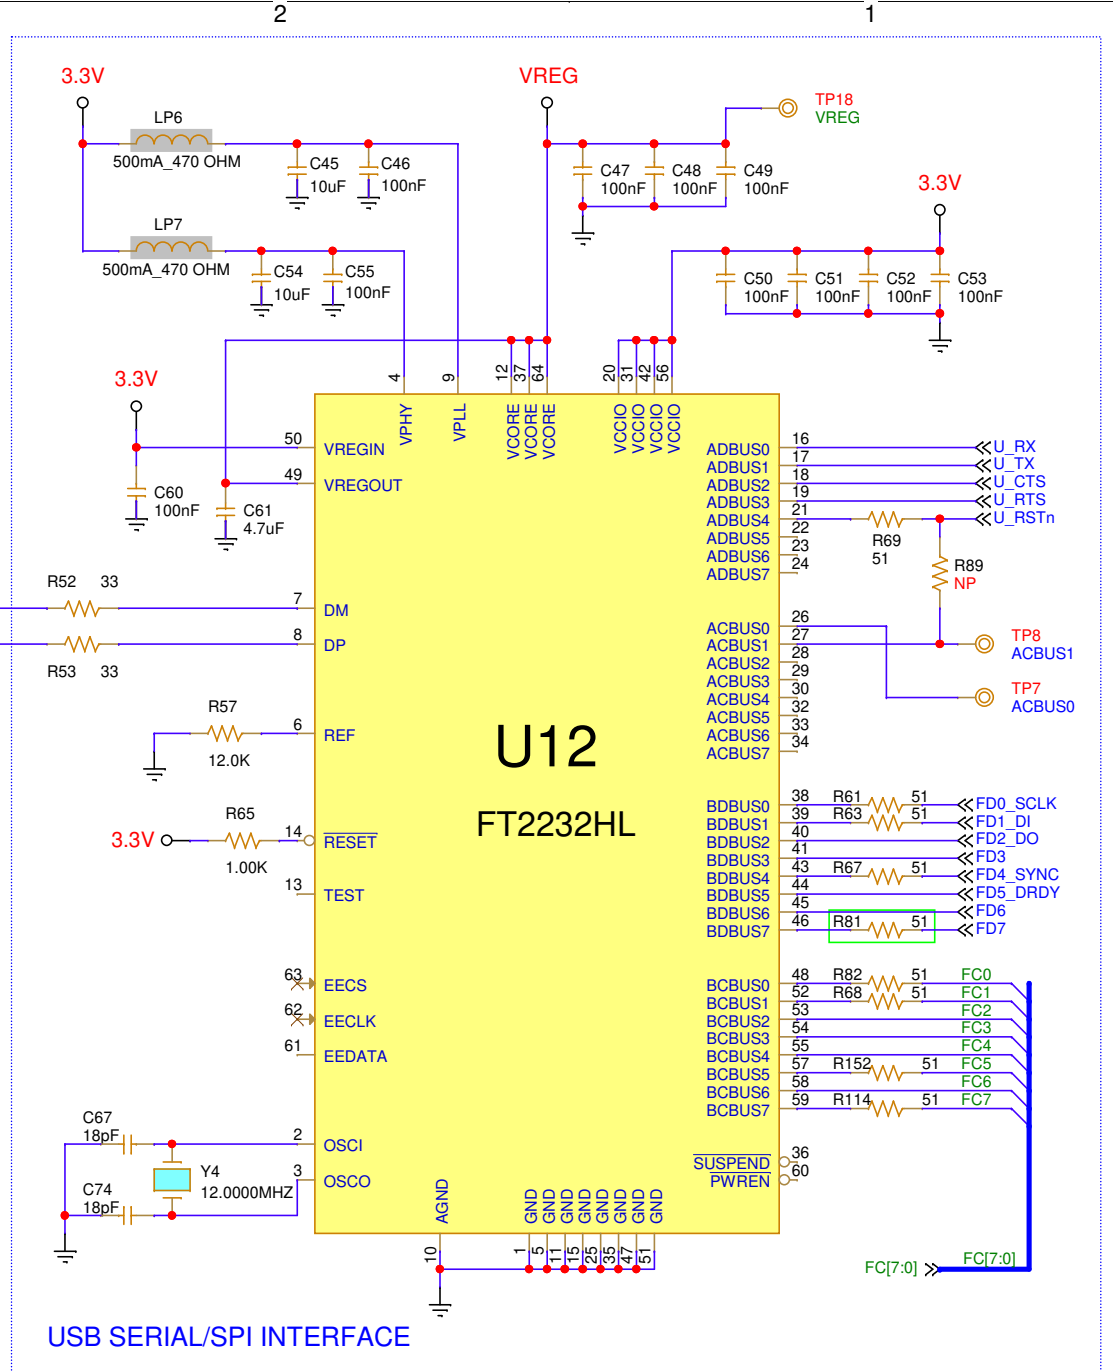 2
1
3.3V
LP6
500mA_470 OHM
C45
10uF
C46
100nF
LP7
500mA_470 OHM
C54
10uF
C55
100nF
VREG
TP18
VREG
C47
100nF
C48
100nF
C49
100nF
3.3V
C50
100nF
C51
100nF
C52
100nF
C53
100nF
4
9
12
37
64
20
31
42
56
VPHY
VPLL
VCORE
VCORE
VCORE
VCCIO
VCCIO
VCCIO
VCCIO
3.3V
C60
100nF
C61
4.7uF
50 VREGIN
49 VREGOUT
R52 33
7 DM
8 DP
R53 33
R57
12.0K
6 REF
3.3V
R65
1.00K
14 RESET
13 TEST
63 EECS
62 EECLK
61 EEDATA
C67
18pF
2 OSCI
Y4
12.0000MHZ
3 OSCO
C74
18pF
U12
FT2232HL
ADBUS0 16 U_RX
ADBUS1 17 U_TX
ADBUS2 18 U_CTS
ADBUS3 19 U_RTS
ADBUS4 21 U_RSTn
R69
51
ADBUS5 22
ADBUS6 23
ADBUS7 24
R89
NP
ACBUS0 26
ACBUS1 27
ACBUS2 28
ACBUS3 29
ACBUS4 30
ACBUS5 32
ACBUS6 33
ACBUS7 34
TP8
ACBUS1
TP7
ACBUS0
BDBUS0 38 R61 51 FD0_SCLK
BDBUS1 39 R63 51 FD1_DI
BDBUS2 40 FD2_DO
BDBUS3 41 FD3
BDBUS4 43 R67 51 FD4_SYNC
BDBUS5 44 FD5_DRDY
BDBUS6 45 FD6
BDBUS7 46 R81 51 FD7
BCBUS0 48 R82 51 FC0
BCBUS1 52 R68 51 FC1
BCBUS2 53 FC2
BCBUS3 54 FC3
BCBUS4 55 FC4
BCBUS5 57 R152 51 FC5
BCBUS6 58 FC6
BCBUS7 59 R114 51 FC7
SUSPEND 36
PWREN 60
AGND
GND
GND
GND
GND
GND
GND
GND
GND
10
1
5
11
15
25
35
47
51
FC[7:0] FC[7:0]
USB SERIAL/SPI INTERFACE